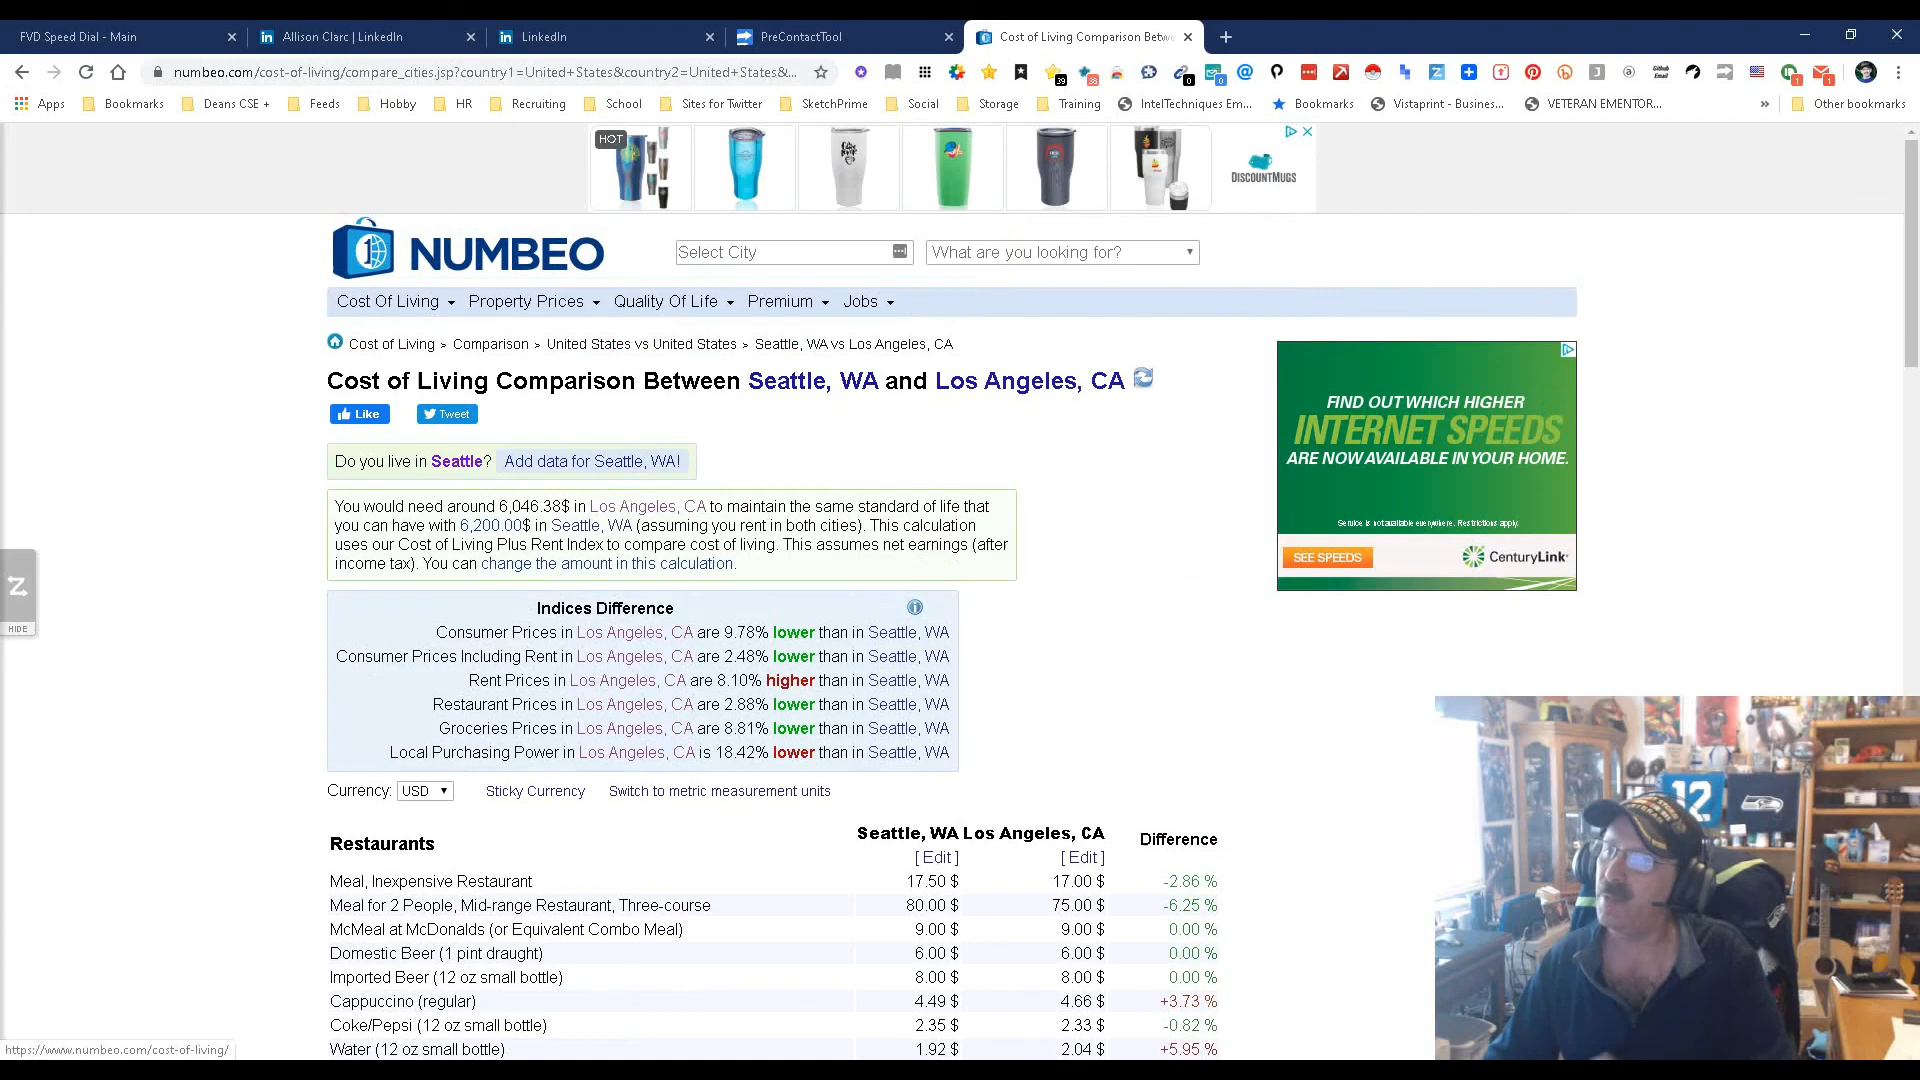 FVD Speed Dial - Main
Allison Clarc | LinkedIn
LinkedIn
PreContactTool
Cost of Living Comparison Betwe
numbeo.com/cost-of-living/compare_cities.jsp?country1=United+States&country2=United+States&...
Apps
Bookmarks
Deans CSE +
Feeds
Hobby
HR
Recruiting
School
Sites for Twitter
SketchPrime
Social
Storage
Training
IntelTechniques Em...
Bookmarks
Vistaprint - Busines...
VETERAN EMENTOR...
Other bookmarks
HOT
DISCOUNTMUGS
NUMBEO
Select City
What are you looking for?
Cost Of Living Property Prices Quality Of Life Premium Jobs
Cost of Living > Comparison > United States vs United States > Seattle, WA vs Los Angeles, CA
Cost of Living Comparison Between Seattle, WA and Los Angeles, CA
Like
Tweet
Do you live in Seattle? Add data for Seattle, WA!
You would need around 6,046.38$ in Los Angeles, CA to maintain the same standard of life that
you can have with 6,200.00$ in Seattle, WA (assuming you rent in both cities). This calculation
uses our Cost of Living Plus Rent Index to compare cost of living. This assumes net earnings (after
income tax). You can change the amount in this calculation.
FIND OUT WHICH HIGHER
INTERNET SPEEDS
ARE NOW AVAILABLE IN YOUR HOME.
Service is not available everywhere. Restrictions apply.
SEE SPEEDS
CenturyLink
HIDE
Indices Difference
Consumer Prices in Los Angeles, CA are 9.78% lower than in Seattle, WA
Consumer Prices Including Rent in Los Angeles, CA are 2.48% lower than in Seattle, WA
Rent Prices in Los Angeles, CA are 8.10% higher than in Seattle, WA
Restaurant Prices in Los Angeles, CA are 2.88% lower than in Seattle, WA
Groceries Prices in Los Angeles, CA are 8.81% lower than in Seattle, WA
Local Purchasing Power in Los Angeles, CA is 18.42% lower than in Seattle, WA
Currency: USD Sticky Currency Switch to metric measurement units
Restaurants Seattle, WA Los Angeles, CA Difference
[ Edit ] [ Edit ]
Meal, Inexpensive Restaurant 17.50 $ 17.00 $ -2.86 %
Meal for 2 People, Mid-range Restaurant, Three-course 80.00 $ 75.00 $ -6.25 %
McMeal at McDonalds (or Equivalent Combo Meal) 9.00 $ 9.00 $ 0.00 %
Domestic Beer (1 pint draught) 6.00 $ 6.00 $ 0.00 %
Imported Beer (12 oz small bottle) 8.00 $ 8.00 $ 0.00 %
Cappuccino (regular) 4.49 $ 4.66 $ +3.73 %
Coke/Pepsi (12 oz small bottle) 2.35 $ 2.33 $ -0.82 %
Water (12 oz small bottle) 1.92 $ 2.04 $ +5.95 %
https://www.numbeo.com/cost-of-living/
12